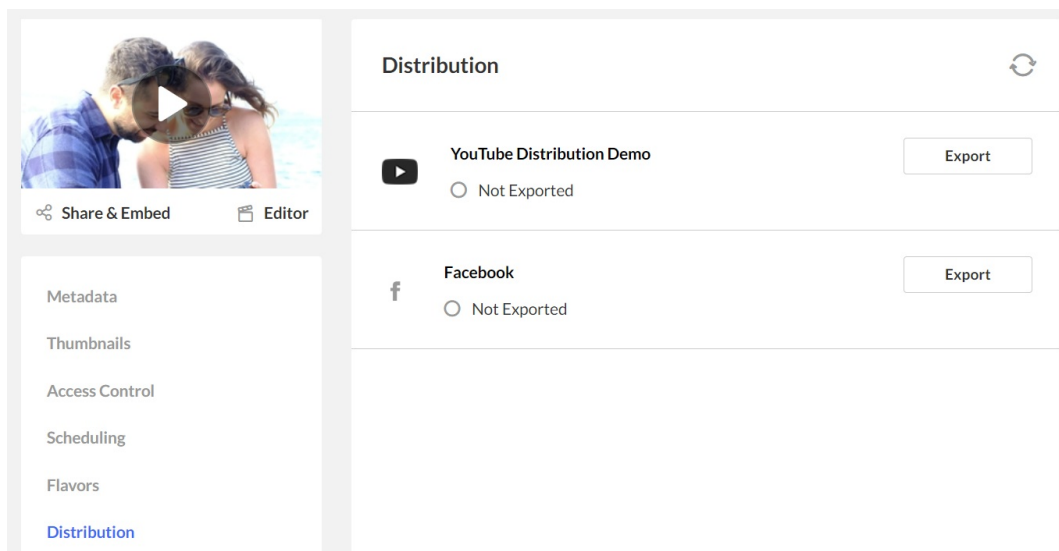 Share & Embed
Editor
Metadata
Thumbnails
Access Control
Scheduling
Flavors
Distribution
Distribution
YouTube Distribution Demo
Not Exported
Export
Facebook
Not Exported
Export